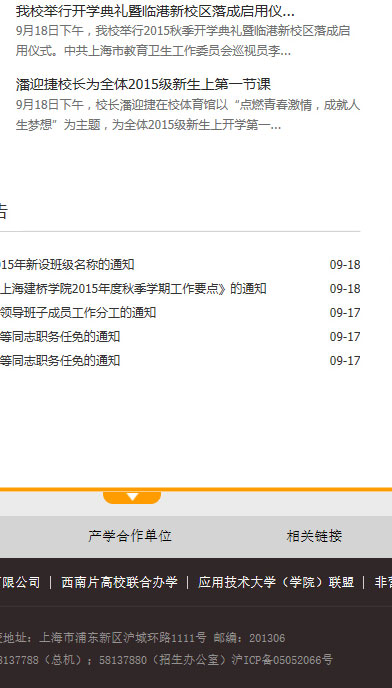 我校举行开学典礼暨临港新校区落成启用仪...
9月18日下午，我校举行2015秋季开学典礼暨临港新校区落成启
用仪式。中共上海市教育卫生工作委员会巡视员李...
潘迎捷校长为全体2015级新生上第一节课
9月18日下午，校长潘迎捷在校体育馆以“点燃青春激情，成就人
生梦想”为主题，为全体2015级新生上开学第一...
告
015年新设班级名称的通知 09-18
上海建桥学院2015年度秋季学期工作要点》的通知 09-18
领导班子成员工作分工的通知 09-17
等同志职务任免的通知 09-17
等同志职务任免的通知 09-17
产学合作单位 相关链接
限公司 | 西南片高校联合办学 | 应用技术大学（学院）联盟 | 非
地址：上海市浦东新区沪城环路1111号 邮编：201306
8137788（总机）；58137880（招生办公室）沪ICP备05052066号